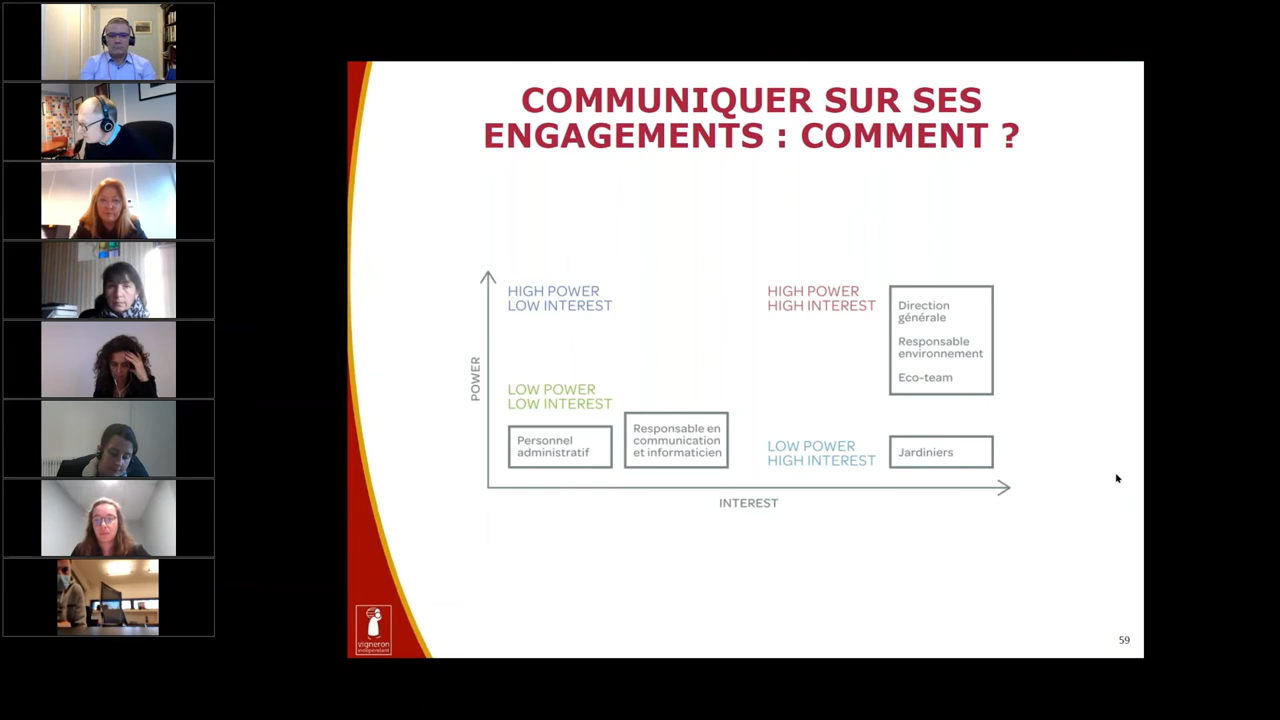 COMMUNIQUER SUR SES
ENGAGEMENTS : COMMENT ?
HIGH POWER
LOW INTEREST
HIGH POWER
HIGH INTEREST
Direction
générale
Responsable
environnement
Eco-team
POWER
LOW POWER
LOW INTEREST
Personnel
administratif
Responsable en
communication
et informaticien
LOW POWER
HIGH INTEREST
Jardiniers
INTEREST
vigneron
indépendant
59